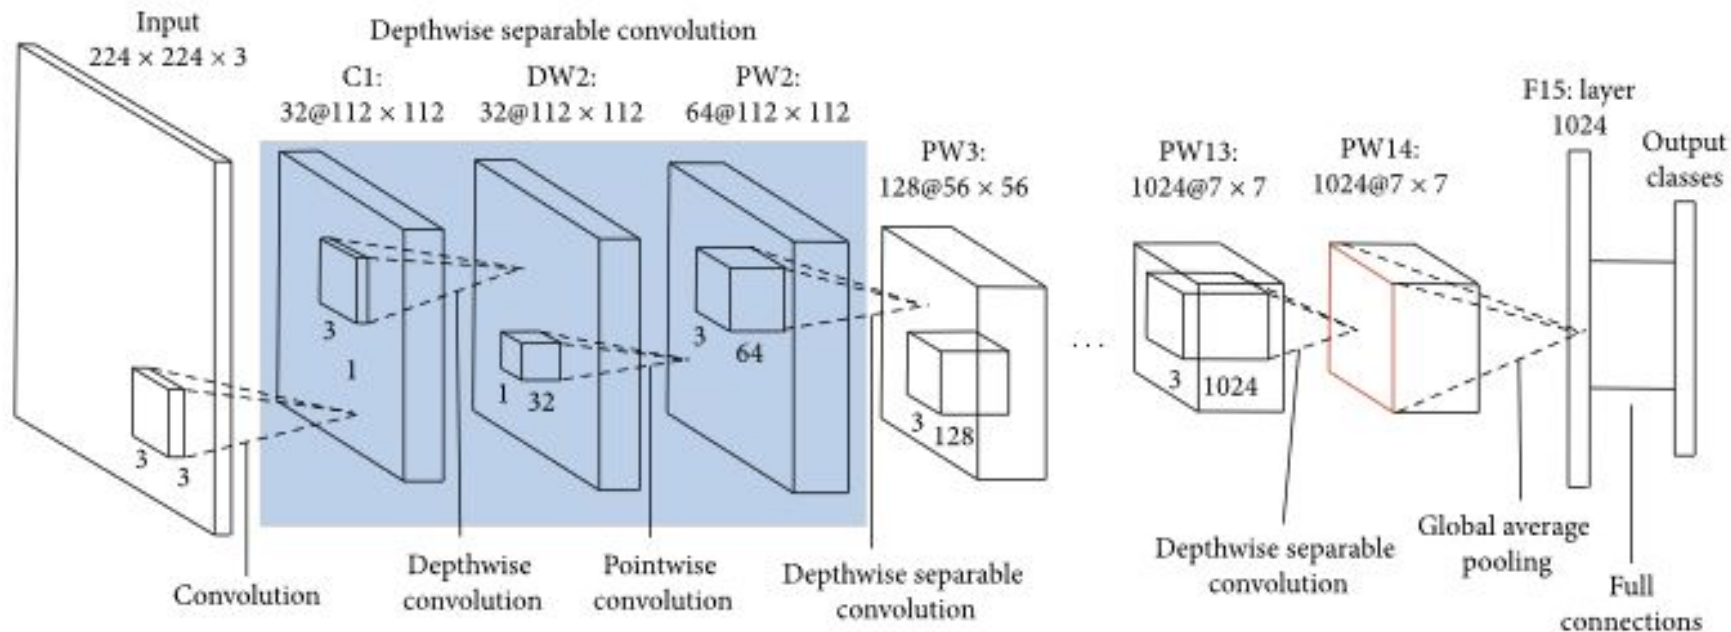 Input
224 × 224 × 3
Depthwise separable convolution
C1:
32@112 × 112
DW2:
32@112 × 112
PW2:
64@112 × 112
PW3:
128@56 × 56
PW13:
1024@7 × 7
PW14:
1024@7 × 7
F15: layer
1024
Output
classes
3
3
3
1
1
32
3
64
3
128
. . .
3
1024
Convolution
Depthwise
convolution
Pointwise
convolution
Depthwise separable
convolution
Depthwise separable
convolution
Global average
pooling
Full
connections